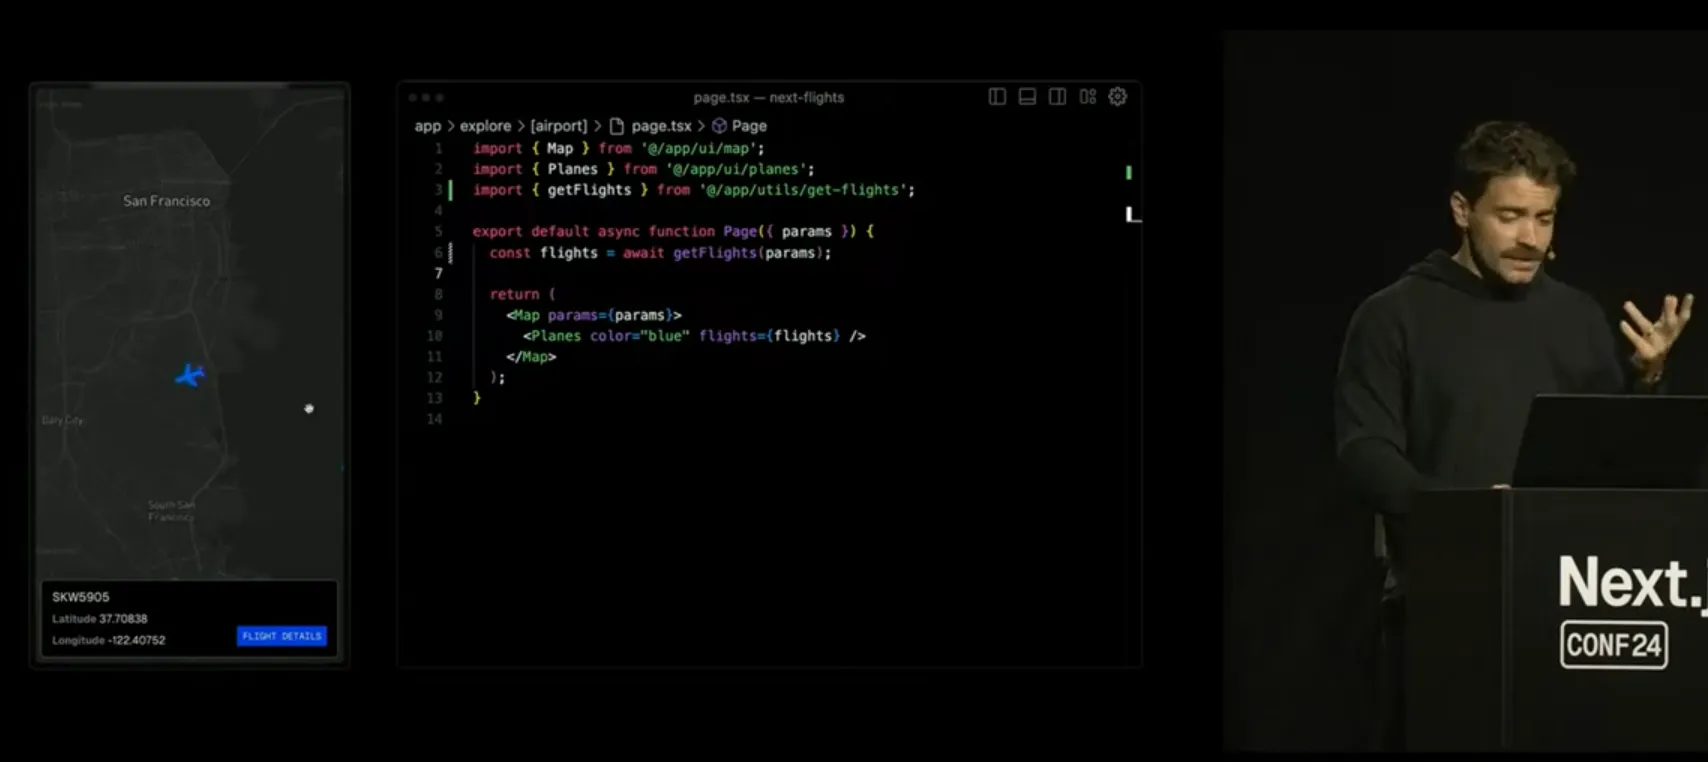 San Francisco
Daly City
South San
Francisco
SKW5905
Latitude 37.70838
Longitude -122.40752
FLIGHT DETAILS
page.tsx — next-flights
app > explore > [airport] > page.tsx > Page
1 import { Map } from '@/app/ui/map';
2 import { Planes } from '@/app/ui/planes';
3 import { getFlights } from '@/app/utils/get-flights';
4
5 export default async function Page({ params }) {
6 const flights = await getFlights(params);
7
8 return (
9 <Map params={params}>
10 <Planes color="blue" flights={flights} />
11 </Map>
12 );
13 }
14
Next.j
CONF24